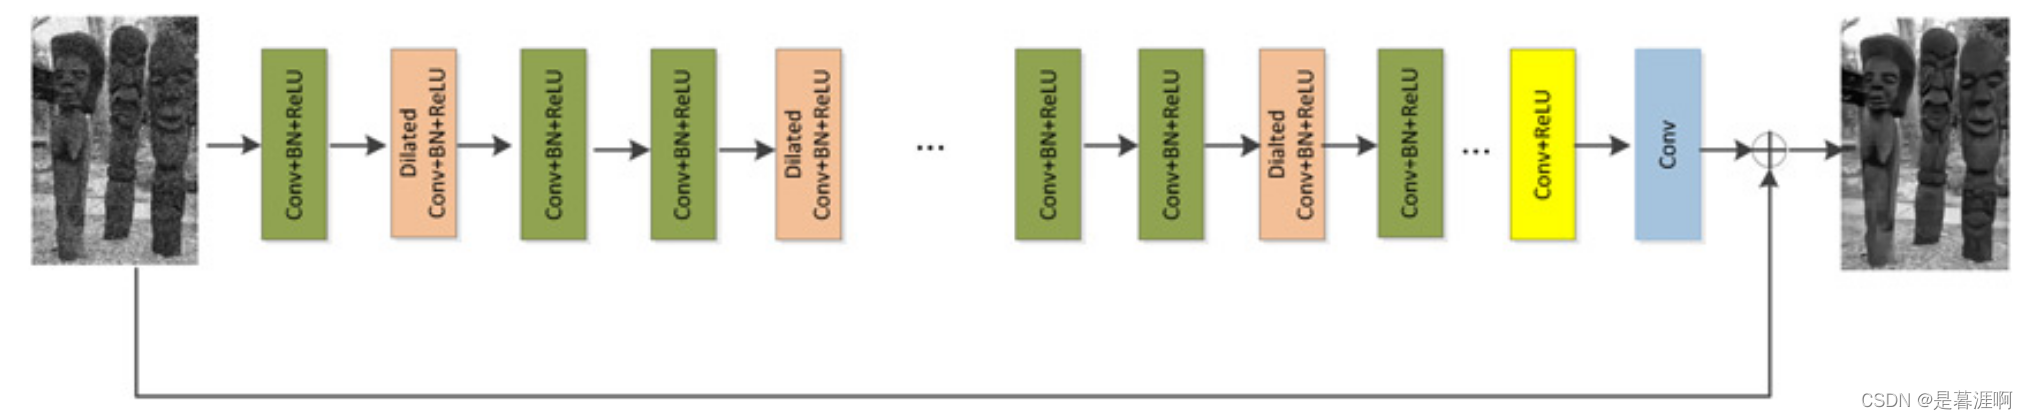 Conv+BN+ReLU
Dilated
Conv+BN+ReLU
Conv+BN+ReLU
Conv+BN+ReLU
Dilated
Conv+BN+ReLU
...
Conv+BN+ReLU
Conv+BN+ReLU
Dialted
Conv+BN+ReLU
Conv+BN+ReLU
...
Conv+ReLU
Conv
CSDN @是暮涯啊